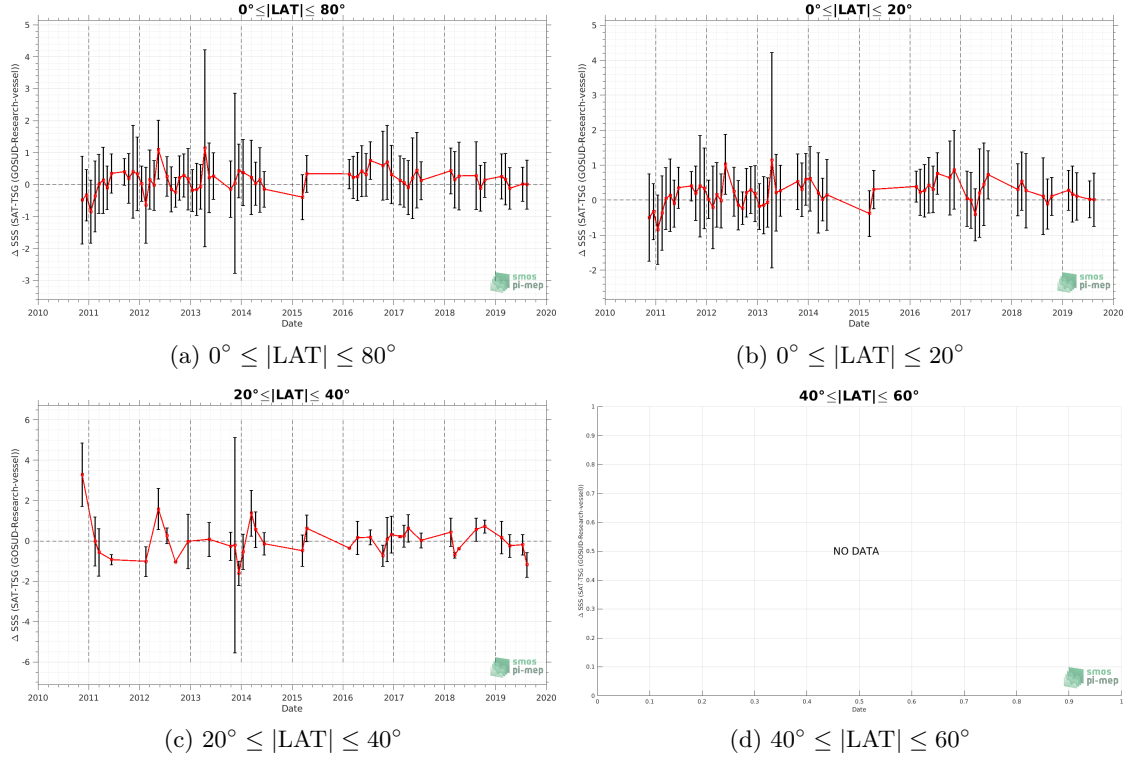 0°≤|LAT|≤ 80°
Δ SSS (SAT-TSG (GOSUD-Research-vessel))
5
4
3
2
1
0
-1
-2
-3
2010 2011 2012 2013 2014 2015 2016 2017 2018 2019 2020
Date
smos
pi-mep
(a) 0° ≤ |LAT| ≤ 80°
0°≤|LAT|≤ 20°
Δ SSS (SAT-TSG (GOSUD-Research-vessel))
5
4
3
2
1
0
-1
-2
2010 2011 2012 2013 2014 2015 2016 2017 2018 2019 2020
Date
smos
pi-mep
(b) 0° ≤ |LAT| ≤ 20°
20°≤|LAT|≤ 40°
Δ SSS (SAT-TSG (GOSUD-Research-vessel))
6
4
2
0
-2
-4
-6
2010 2011 2012 2013 2014 2015 2016 2017 2018 2019 2020
Date
smos
pi-mep
(c) 20° ≤ |LAT| ≤ 40°
40°≤|LAT|≤ 60°
Δ SSS (SAT-TSG (GOSUD-Research-vessel))
1
0.9
0.8
0.7
0.6
0.5
0.4
0.3
0.2
0.1
0
NO DATA
0 0.1 0.2 0.3 0.4 0.5 0.6 0.7 0.8 0.9 1
Date
smos
pi-mep
(d) 40° ≤ |LAT| ≤ 60°